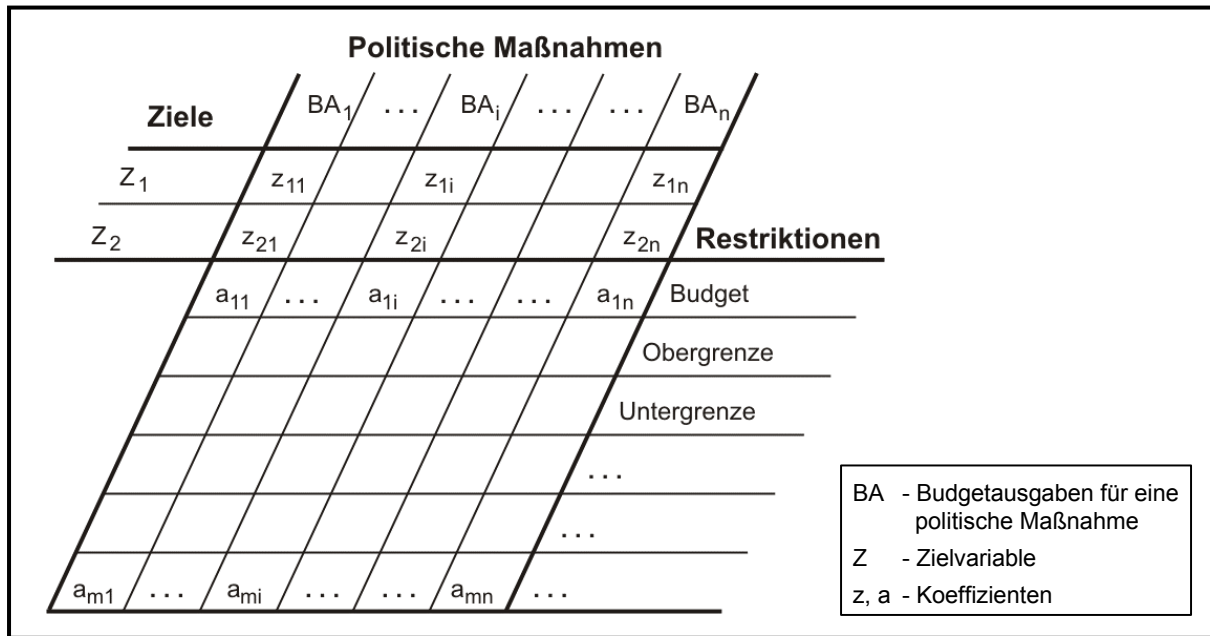 Politische Maßnahmen
Ziele BA1 ... BAi ... ... BAn
Z1 z11 z1i z1n
Z2 z21 z2i z2n Restriktionen
a11 ... a1i ... ... a1n Budget
Obergrenze
Untergrenze
...
...
am1 ... ami ... ... amn ...
BA - Budgetausgaben für eine
politische Maßnahme
Z - Zielvariable
z, a - Koeffizienten